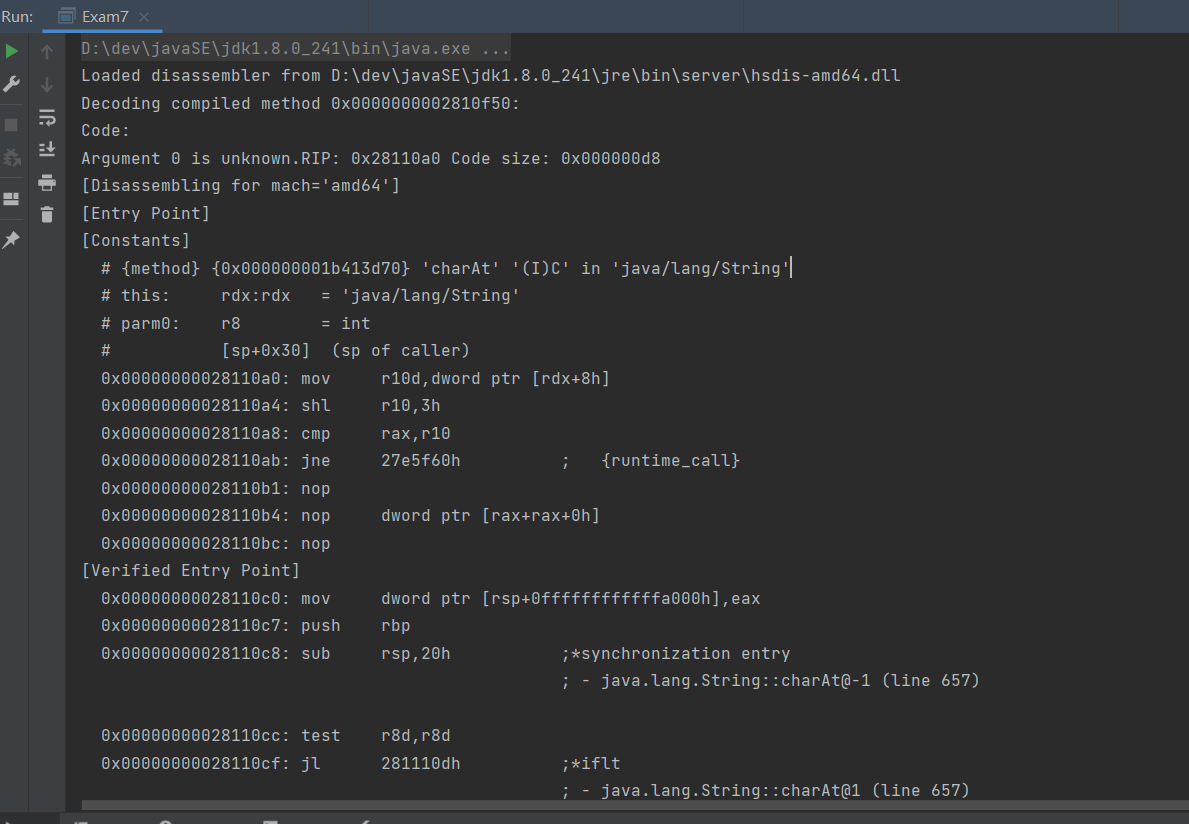 Run: Exam7
D:\dev\javaSE\jdk1.8.0_241\bin\java.exe ...
Loaded disassembler from D:\dev\javaSE\jdk1.8.0_241\jre\bin\server\hsdis-amd64.dll
Decoding compiled method 0x0000000002810f50:
Code:
Argument 0 is unknown.RIP: 0x28110a0 Code size: 0x000000d8
[Disassembling for mach='amd64']
[Entry Point]
[Constants]
  # {method} {0x000000001b413d70} 'charAt' '(I)C' in 'java/lang/String'
  # this:     rdx:rdx   = 'java/lang/String'
  # parm0:    r8        = int
  #           [sp+0x30]  (sp of caller)
  0x00000000028110a0: mov     r10d,dword ptr [rdx+8h]
  0x00000000028110a4: shl     r10,3h
  0x00000000028110a8: cmp     rax,r10
  0x00000000028110ab: jne     27e5f60h          ;   {runtime_call}
  0x00000000028110b1: nop
  0x00000000028110b4: nop     dword ptr [rax+rax+0h]
  0x00000000028110bc: nop
[Verified Entry Point]
  0x00000000028110c0: mov     dword ptr [rsp+0ffffffffffffa000h],eax
  0x00000000028110c7: push    rbp
  0x00000000028110c8: sub     rsp,20h           ;*synchronization entry
                                                ; - java.lang.String::charAt@-1 (line 657)
  0x00000000028110cc: test    r8d,r8d
  0x00000000028110cf: jl      281110dh          ;*iflt
                                                ; - java.lang.String::charAt@1 (line 657)